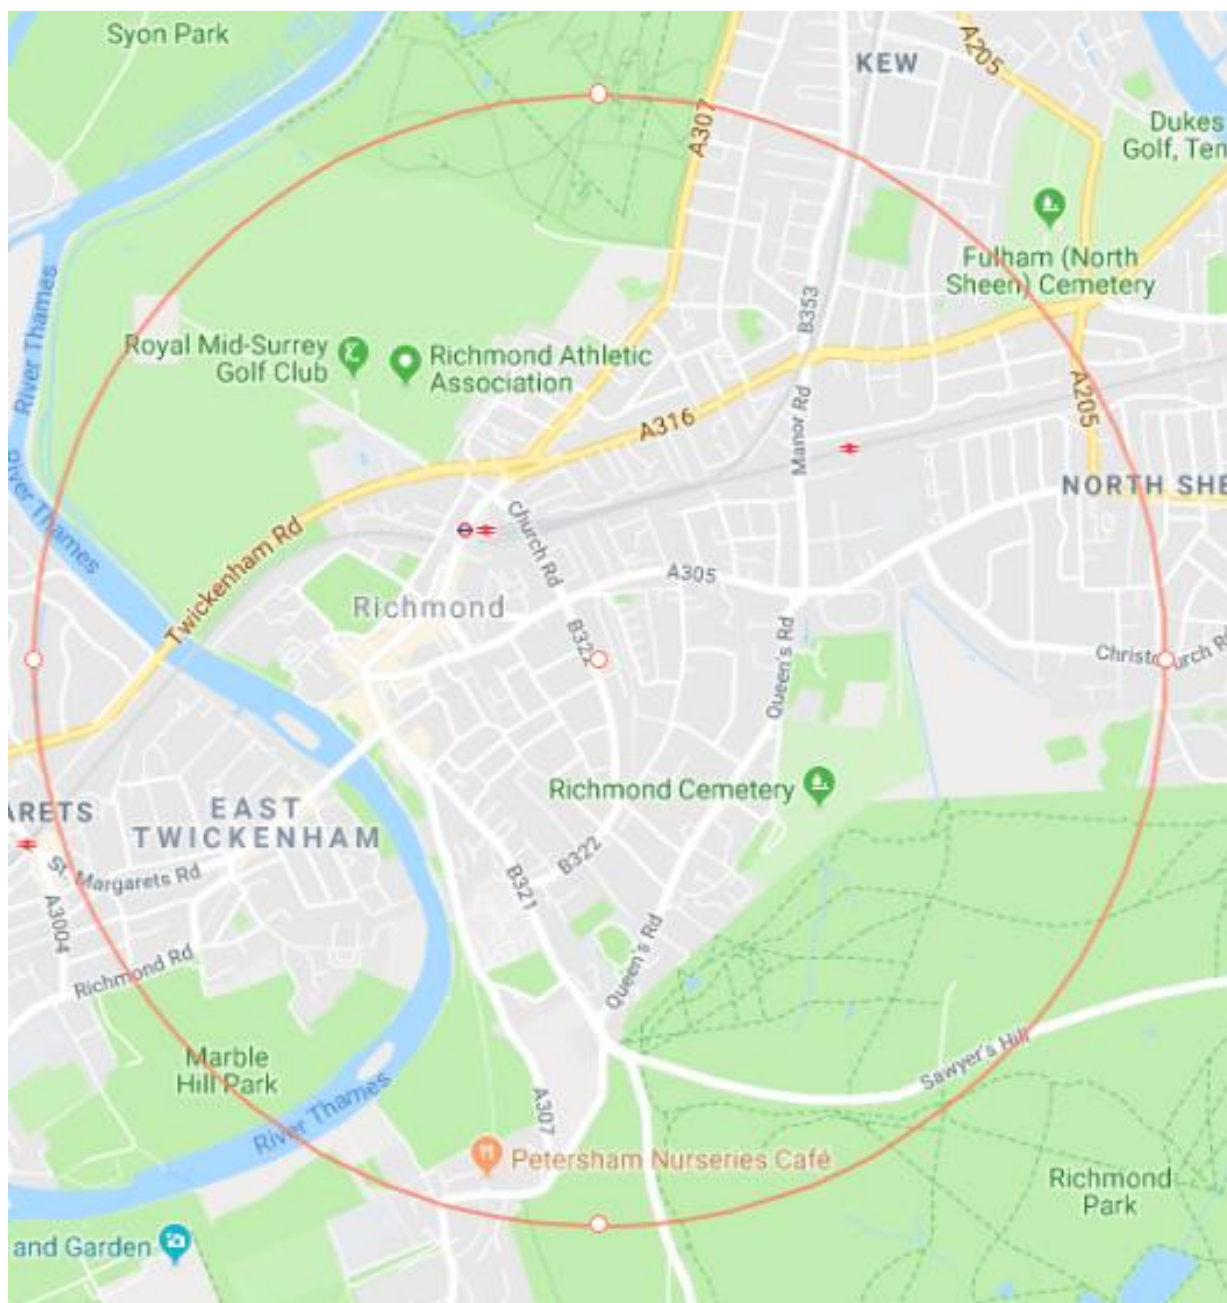 Syon Park
KEW
A205
A307
Dukes
Golf, Ten
Fulham (North
Sheen) Cemetery
River Thames
B353
Royal Mid-Surrey
Golf Club
Richmond Athletic
Association
A316
Manor Rd
A205
River Thames
NORTH SHE
Twickenham Rd
Church Rd
A305
Richmond
B322
Queen's Rd
Christchurch R
Richmond Cemetery
ARETS
EAST
TWICKENHAM
St. Margarets Rd
B322
B321
A3004
Richmond Rd
Queen's Rd
Marble
Hill Park
Sawyer's Hill
River Thames
A307
Petersham Nurseries Café
Richmond
Park
and Garden